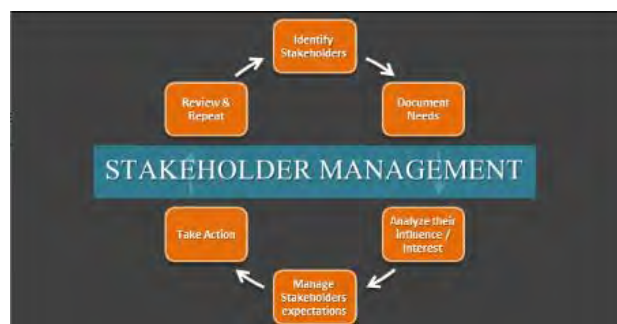 Identify
Stakeholders
Review &
Repeat
Document
Needs
STAKEHOLDER MANAGEMENT
Take Action
Analyze their
Influence /
Interest
Manage
Stakeholders
expectations